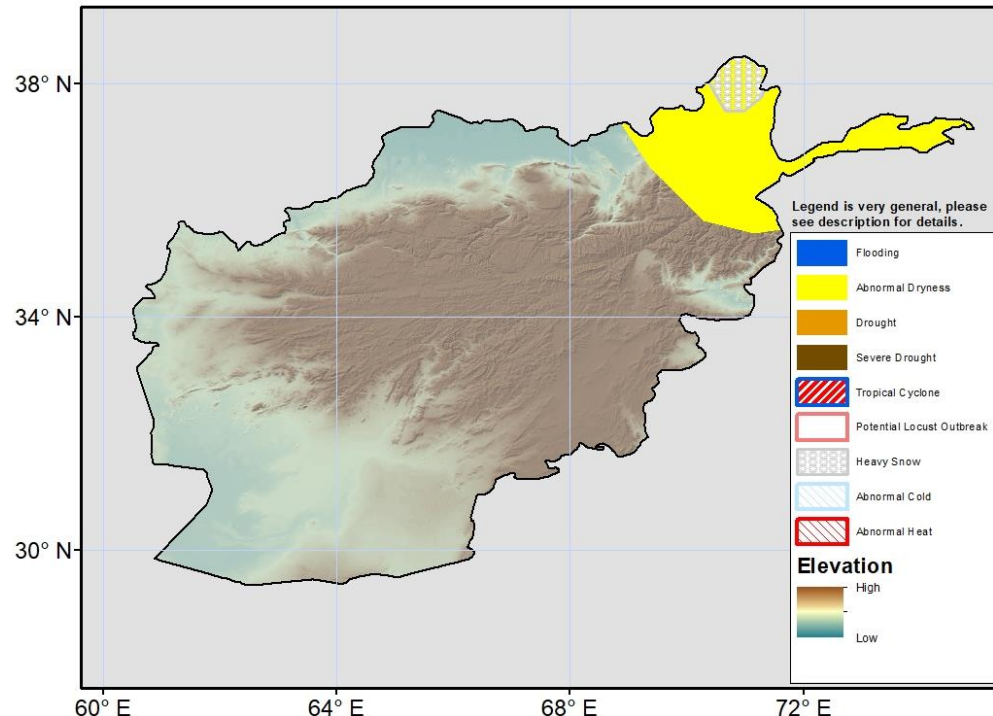 38° N
34° N
30° N
60° E
64° E
68° E
72° E
Legend is very general, please
see description for details.
Flooding
Abnormal Dryness
Drought
Severe Drought
Tropical Cyclone
Potential Locust Outbreak
Heavy Snow
Abnormal Cold
Abnormal Heat
Elevation
High
Low